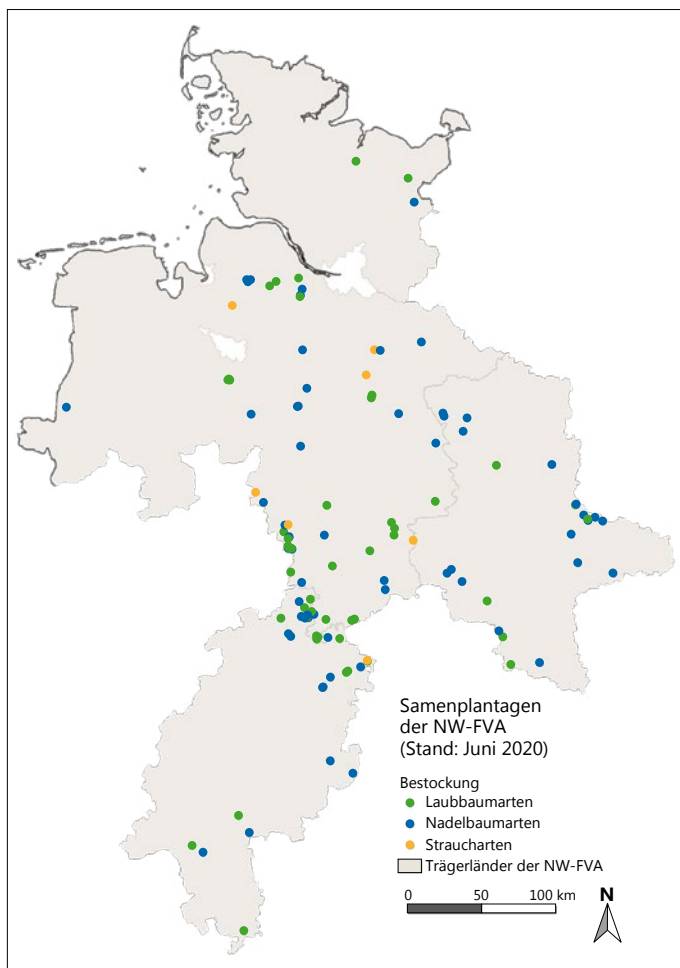 Samenplantagen
der NW-FVA
(Stand: Juni 2020)
Bestockung
Laubbaumarten
Nadelbaumarten
Straucharten
Trägerländer der NW-FVA
0 50 100 km
N